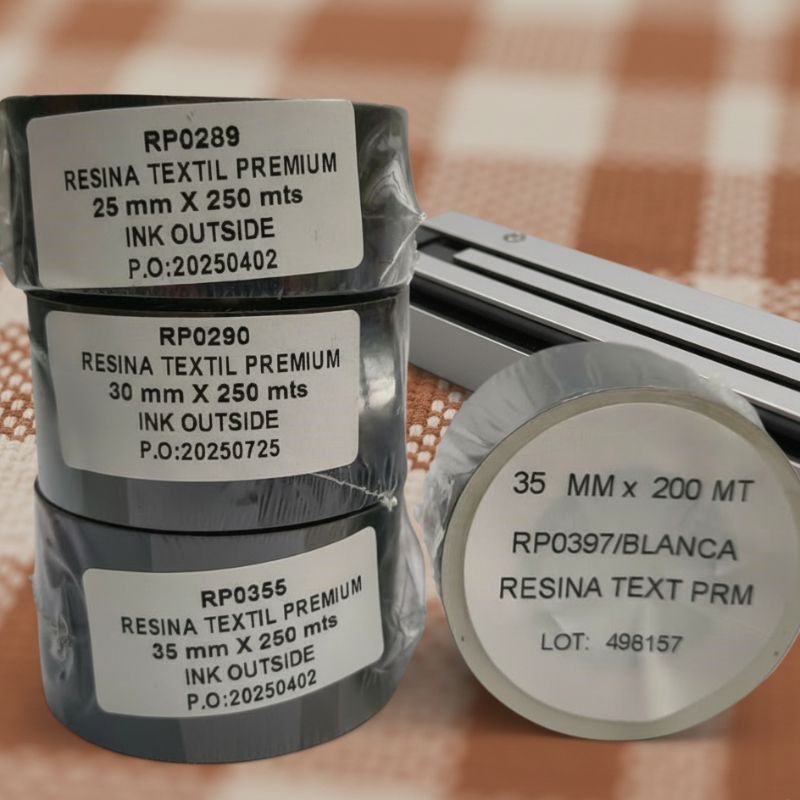 RP0289
RESINA TEXTIL PREMIUM
25 mm X 250 mts
INK OUTSIDE
P.O:20250402
RP0290
RESINA TEXTIL PREMIUM
30 mm X 250 mts
INK OUTSIDE
P.O:20250725
RP0355
RESINA TEXTIL PREMIUM
35 mm X 250 mts
INK OUTSIDE
P.O:20250402
35 MM x 200 MT
RP0397/BLANCA
RESINA TEXT PRM
LOT: 498157